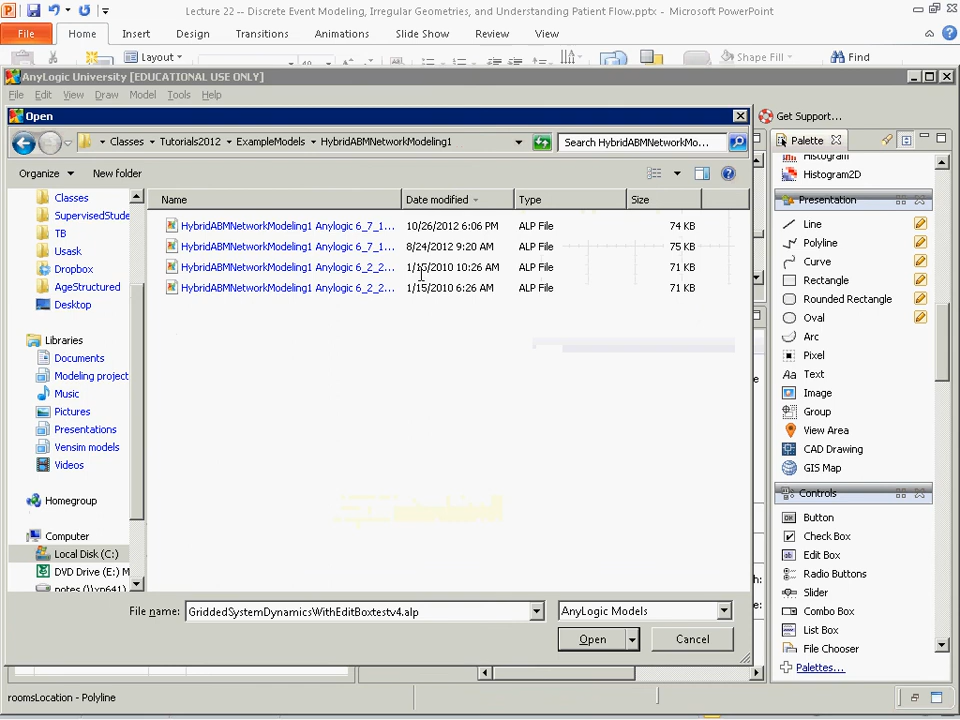 Lecture 22 -- Discrete Event Modeling, Irregular Geometries, and Understanding Patient Flow.pptx - Microsoft PowerPoint
File Home Insert Design Transitions Animations Slide Show Review View
Layout Shape Fill Find
AnyLogic University [EDUCATIONAL USE ONLY]
File Edit View Draw Model Tools Help
Get Support...
Open
Classes Tutorials2012 ExampleModels HybridABMNetworkModeling1
Search HybridABMNetworkMo...
Organize New folder
Name Date modified Type Size
HybridABMNetworkModeling1 Anylogic 6_7_1... 10/26/2012 6:06 PM ALP File 74 KB
HybridABMNetworkModeling1 Anylogic 6_7_1... 8/24/2012 9:20 AM ALP File 75 KB
HybridABMNetworkModeling1 Anylogic 6_2_2... 1/15/2010 10:26 AM ALP File 71 KB
HybridABMNetworkModeling1 Anylogic 6_2_2... 1/15/2010 6:26 AM ALP File 71 KB
Classes
SupervisedStude
TB
Usask
Dropbox
AgeStructured
Desktop
Libraries
Documents
Modeling project
Music
Pictures
Presentations
Vensim models
Videos
Homegroup
Computer
Local Disk (C:)
DVD Drive (E:) M
notes (\\xp641)
File name: GriddedSystemDynamicsWithEditBoxtestv4.alp
AnyLogic Models
Open Cancel
Palette
Histogram
Histogram2D
Presentation
Line
Polyline
Curve
Rectangle
Rounded Rectangle
Oval
Arc
Pixel
Aa Text
Image
Group
View Area
CAD Drawing
GIS Map
Controls
Button
Check Box
Edit Box
Radio Buttons
Slider
Combo Box
List Box
File Chooser
Palettes...
roomsLocation - Polyline